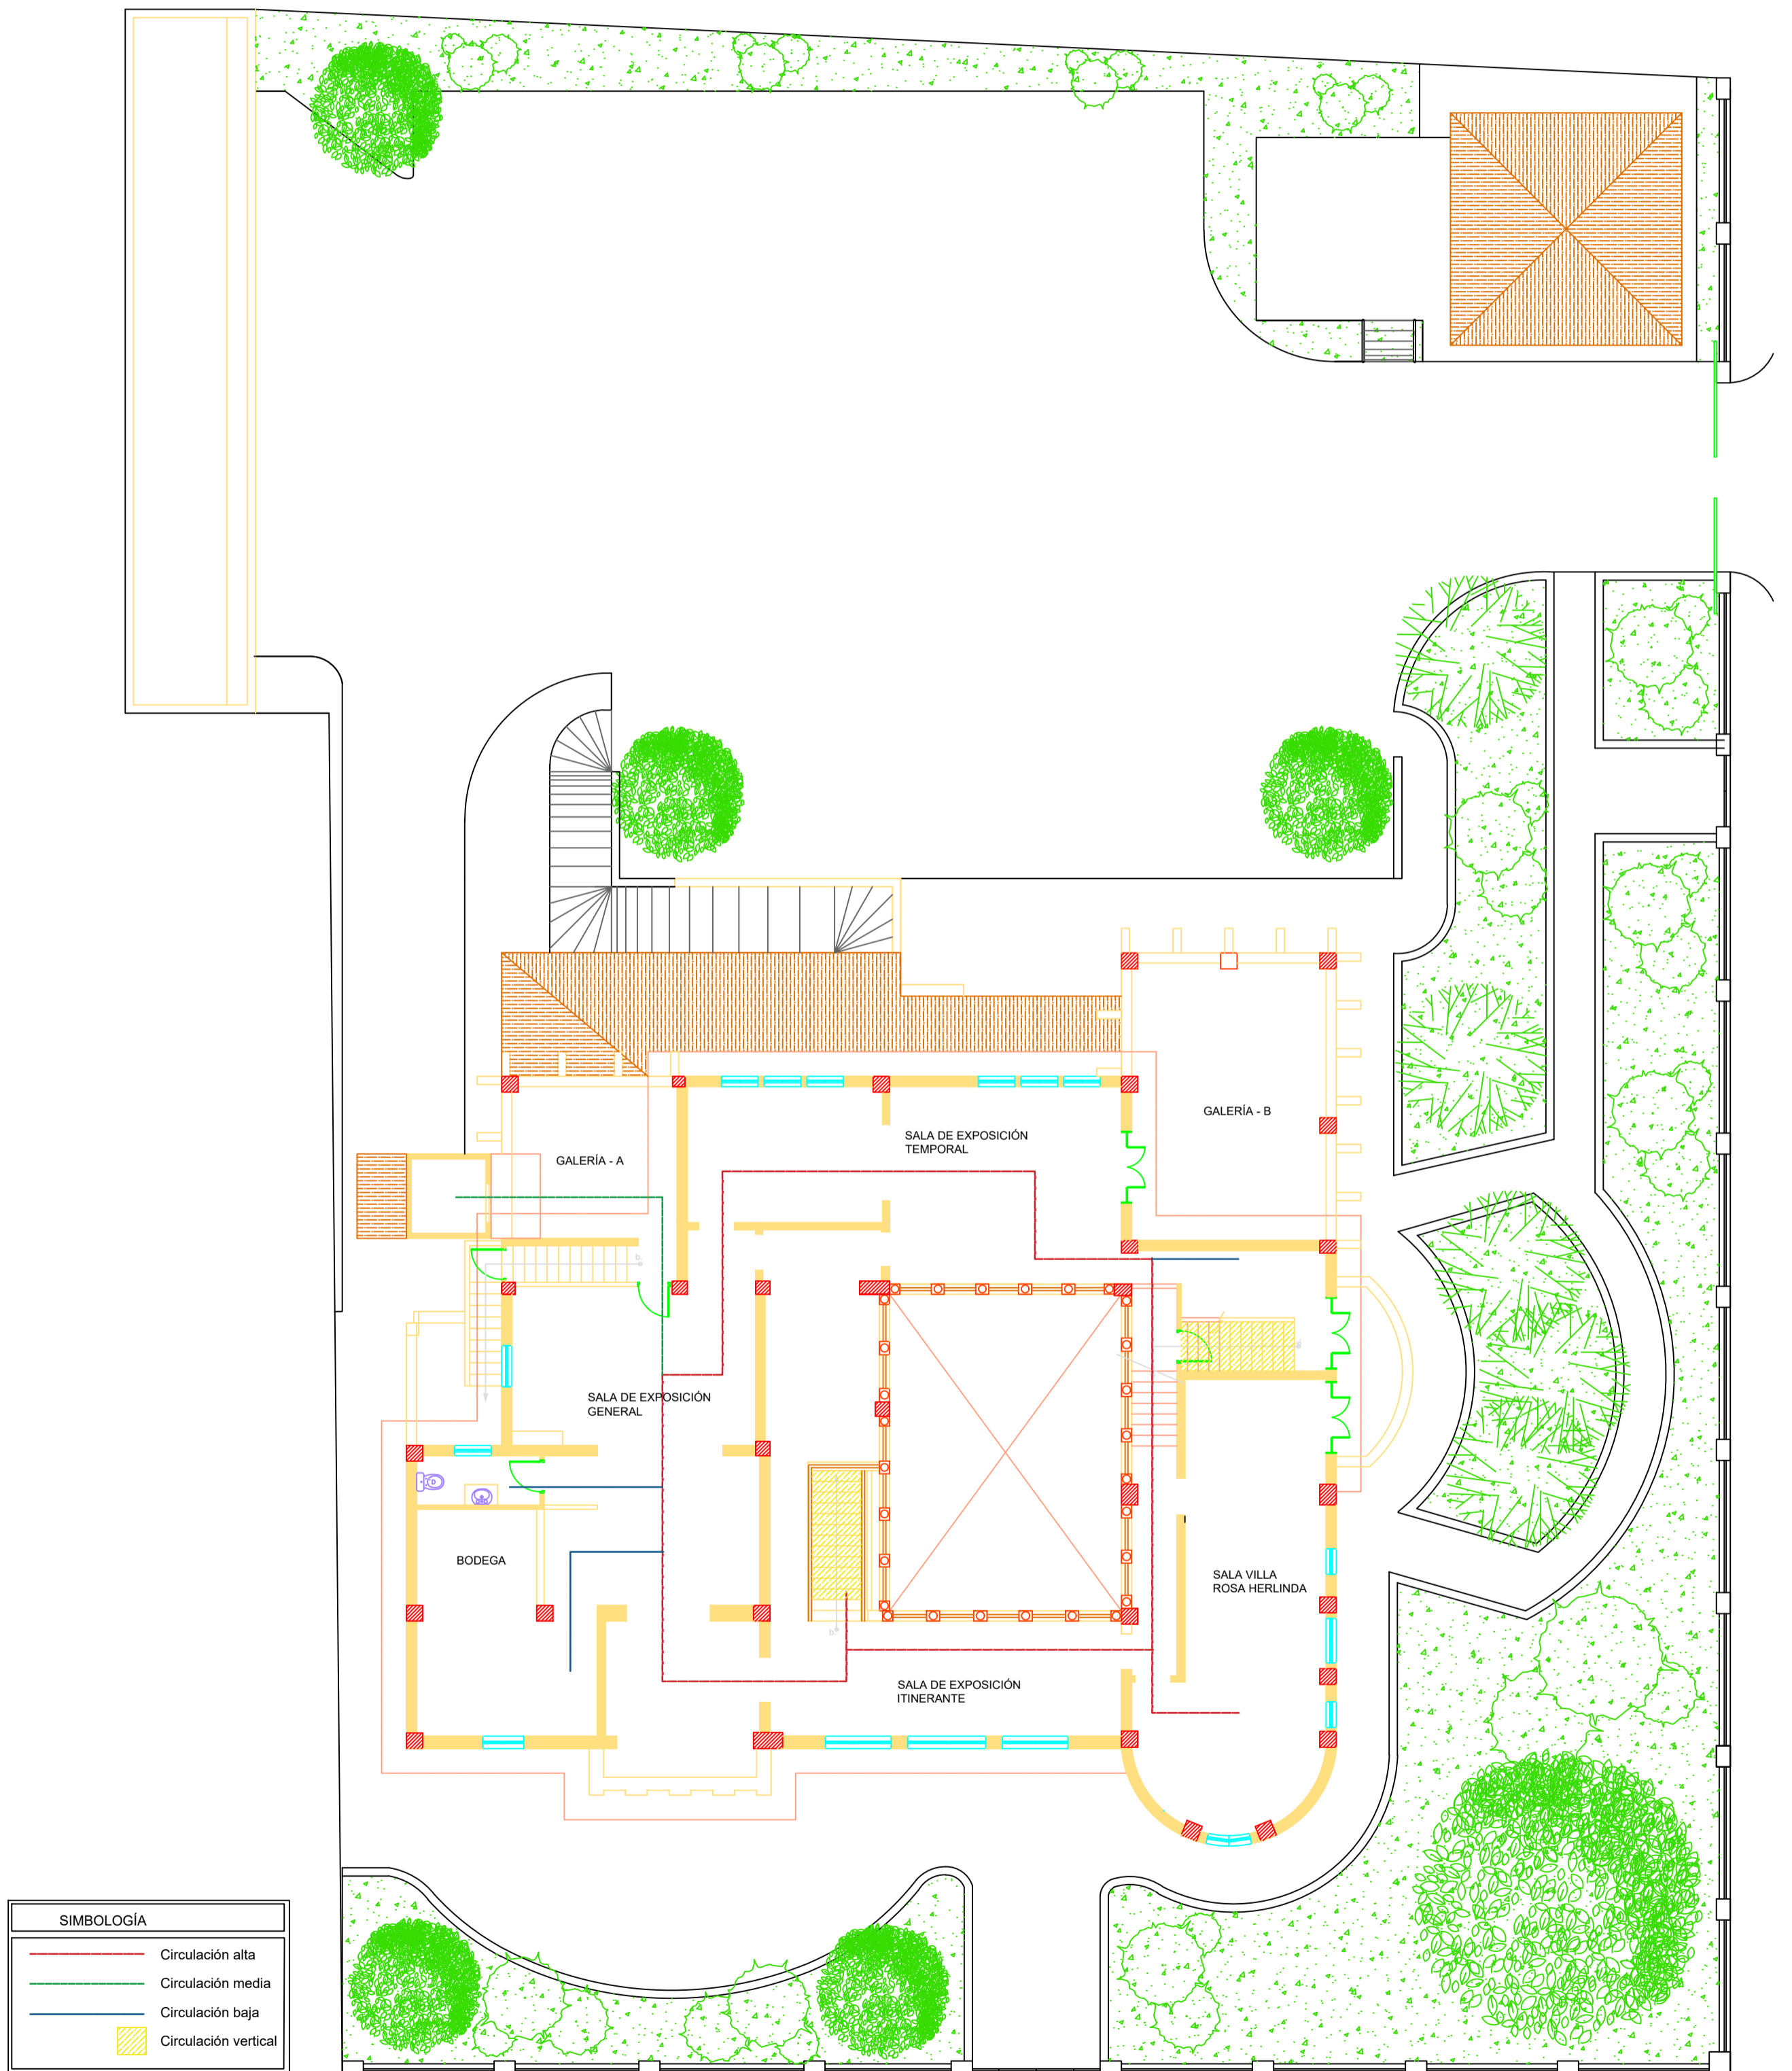 GALERÍA - B
SALA DE EXPOSICIÓN
TEMPORAL
GALERÍA - A
SALA DE EXPOSICIÓN
GENERAL
BODEGA
SALA VILLA
ROSA HERLINDA
SALA DE EXPOSICIÓN
ITINERANTE
SIMBOLOGÍA
Circulación alta
Circulación media
Circulación baja
Circulación vertical